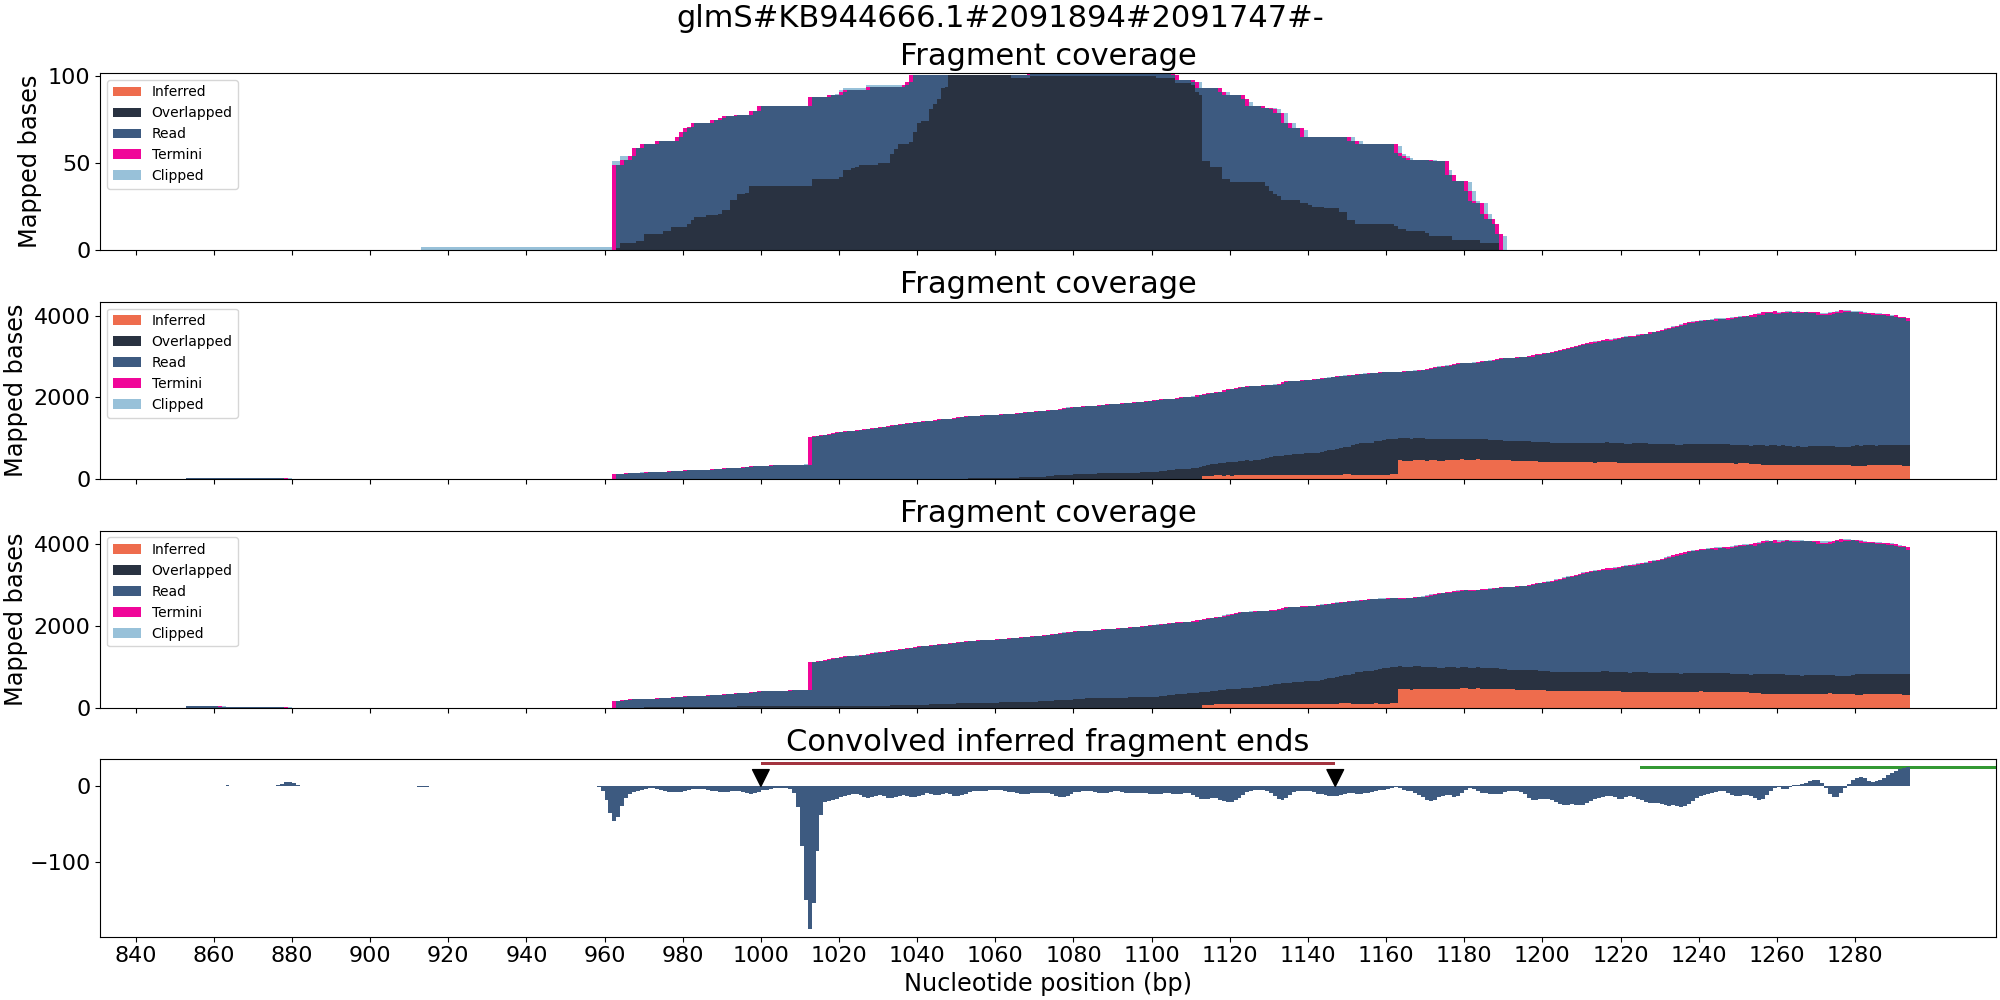 glmS#KB944666.1#2091894#2091747#-
Fragment coverage
Mapped bases
100
50
0
Inferred
Overlapped
Read
Termini
Clipped
Fragment coverage
Mapped bases
4000
2000
0
Inferred
Overlapped
Read
Termini
Clipped
Fragment coverage
Mapped bases
4000
2000
0
Inferred
Overlapped
Read
Termini
Clipped
Convolved inferred fragment ends
0
−100
840 860 880 900 920 940 960 980 1000 1020 1040 1060 1080 1100 1120 1140 1160 1180 1200 1220 1240 1260 1280
Nucleotide position (bp)